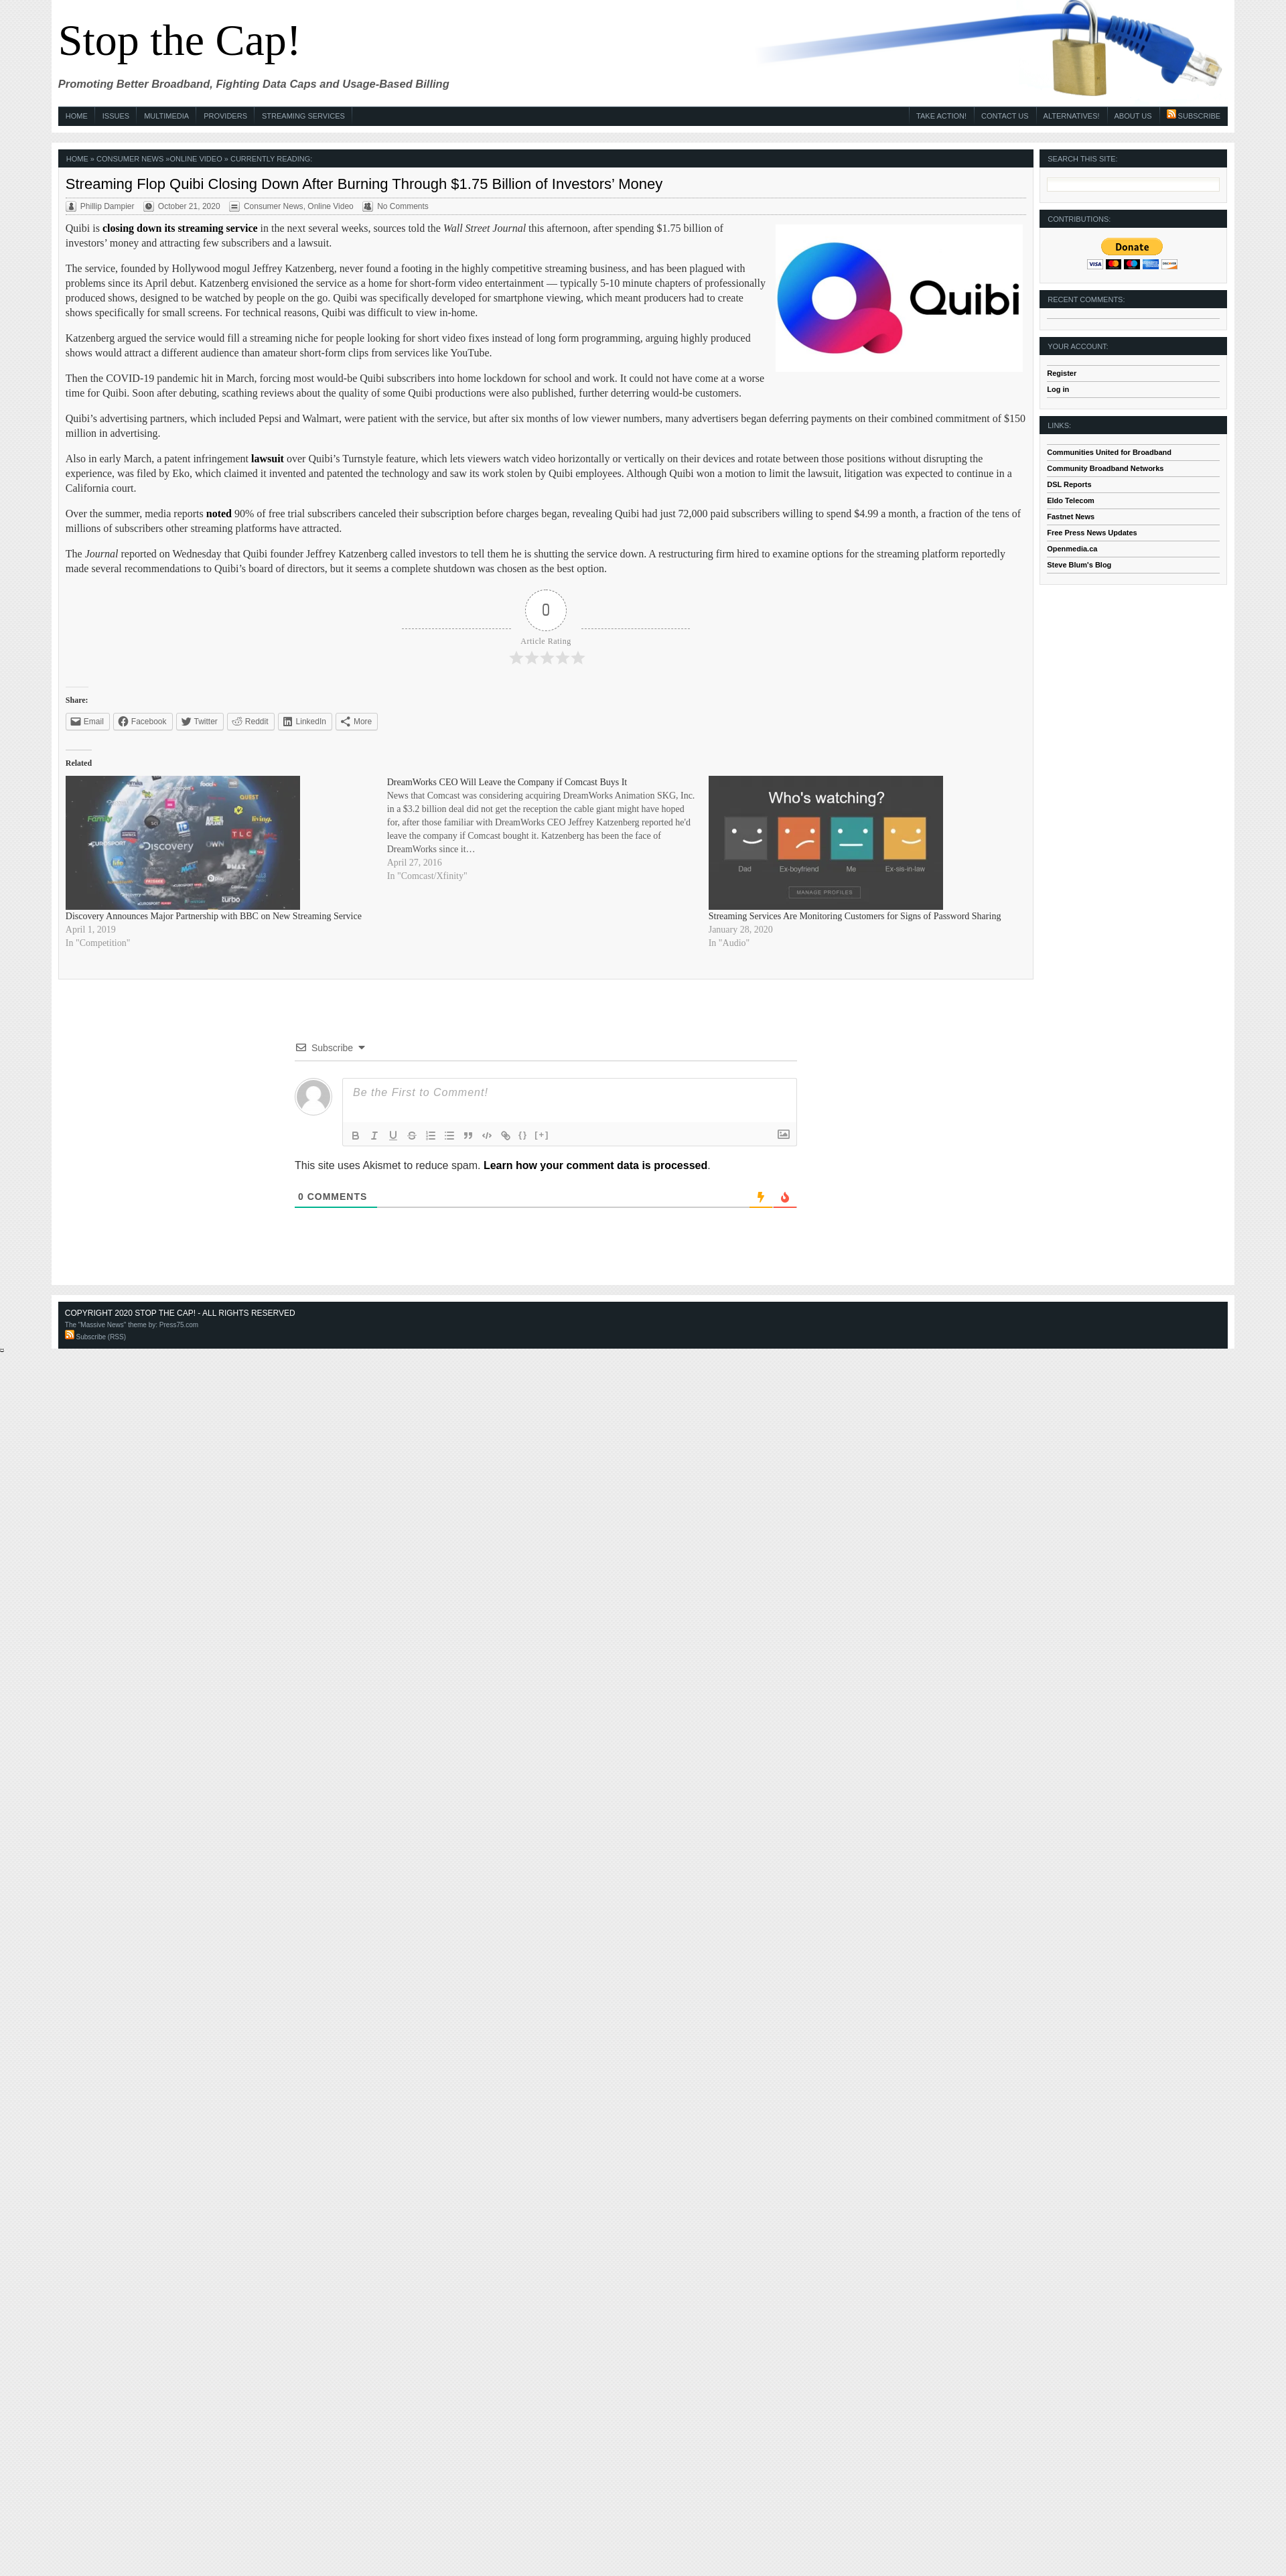 Stop the Cap!
Promoting Better Broadband, Fighting Data Caps and Usage-Based Billing
HOME ISSUES MULTIMEDIA PROVIDERS STREAMING SERVICES TAKE ACTION! CONTACT US ALTERNATIVES! ABOUT US SUBSCRIBE
HOME » CONSUMER NEWS »ONLINE VIDEO » CURRENTLY READING:
Streaming Flop Quibi Closing Down After Burning Through $1.75 Billion of Investors’ Money
Phillip Dampier October 21, 2020 Consumer News, Online Video No Comments
Quibi is closing down its streaming service in the next several weeks, sources told the Wall Street Journal this afternoon, after spending $1.75 billion of
investors’ money and attracting few subscribers and a lawsuit.
Quibi
The service, founded by Hollywood mogul Jeffrey Katzenberg, never found a footing in the highly competitive streaming business, and has been plagued with
problems since its April debut. Katzenberg envisioned the service as a home for short-form video entertainment — typically 5-10 minute chapters of professionally
produced shows, designed to be watched by people on the go. Quibi was specifically developed for smartphone viewing, which meant producers had to create
shows specifically for small screens. For technical reasons, Quibi was difficult to view in-home.
Katzenberg argued the service would fill a streaming niche for people looking for short video fixes instead of long form programming, arguing highly produced
shows would attract a different audience than amateur short-form clips from services like YouTube.
Then the COVID-19 pandemic hit in March, forcing most would-be Quibi subscribers into home lockdown for school and work. It could not have come at a worse
time for Quibi. Soon after debuting, scathing reviews about the quality of some Quibi productions were also published, further deterring would-be customers.
Quibi’s advertising partners, which included Pepsi and Walmart, were patient with the service, but after six months of low viewer numbers, many advertisers began deferring payments on their combined commitment of $150
million in advertising.
Also in early March, a patent infringement lawsuit over Quibi’s Turnstyle feature, which lets viewers watch video horizontally or vertically on their devices and rotate between those positions without disrupting the
experience, was filed by Eko, which claimed it invented and patented the technology and saw its work stolen by Quibi employees. Although Quibi won a motion to limit the lawsuit, litigation was expected to continue in a
California court.
Over the summer, media reports noted 90% of free trial subscribers canceled their subscription before charges began, revealing Quibi had just 72,000 paid subscribers willing to spend $4.99 a month, a fraction of the tens of
millions of subscribers other streaming platforms have attracted.
The Journal reported on Wednesday that Quibi founder Jeffrey Katzenberg called investors to tell them he is shutting the service down. A restructuring firm hired to examine options for the streaming platform reportedly
made several recommendations to Quibi’s board of directors, but it seems a complete shutdown was chosen as the best option.
0
Article Rating
Share:
Email Facebook Twitter Reddit LinkedIn More
Related
Discovery
QUEST
living
TLC
OWN
turbo
Discovery Announces Major Partnership with BBC on New Streaming Service
April 1, 2019
In "Competition"
DreamWorks CEO Will Leave the Company if Comcast Buys It
News that Comcast was considering acquiring DreamWorks Animation SKG, Inc.
in a $3.2 billion deal did not get the reception the cable giant might have hoped
for, after those familiar with DreamWorks CEO Jeffrey Katzenberg reported he'd
leave the company if Comcast bought it. Katzenberg has been the face of
DreamWorks since it…
April 27, 2016
In "Comcast/Xfinity"
Who's watching?
Dad Ex-boyfriend Me Ex-sis-in-law
MANAGE PROFILES
Streaming Services Are Monitoring Customers for Signs of Password Sharing
January 28, 2020
In "Audio"
SEARCH THIS SITE:
CONTRIBUTIONS:
Donate
VISA
RECENT COMMENTS:
YOUR ACCOUNT:
Register
Log in
LINKS:
Communities United for Broadband
Community Broadband Networks
DSL Reports
Eldo Telecom
Fastnet News
Free Press News Updates
Openmedia.ca
Steve Blum's Blog
Subscribe
Be the First to Comment!
{} [+]
This site uses Akismet to reduce spam. Learn how your comment data is processed.
0 COMMENTS
COPYRIGHT 2020 STOP THE CAP! - ALL RIGHTS RESERVED
The "Massive News" theme by: Press75.com
Subscribe (RSS)